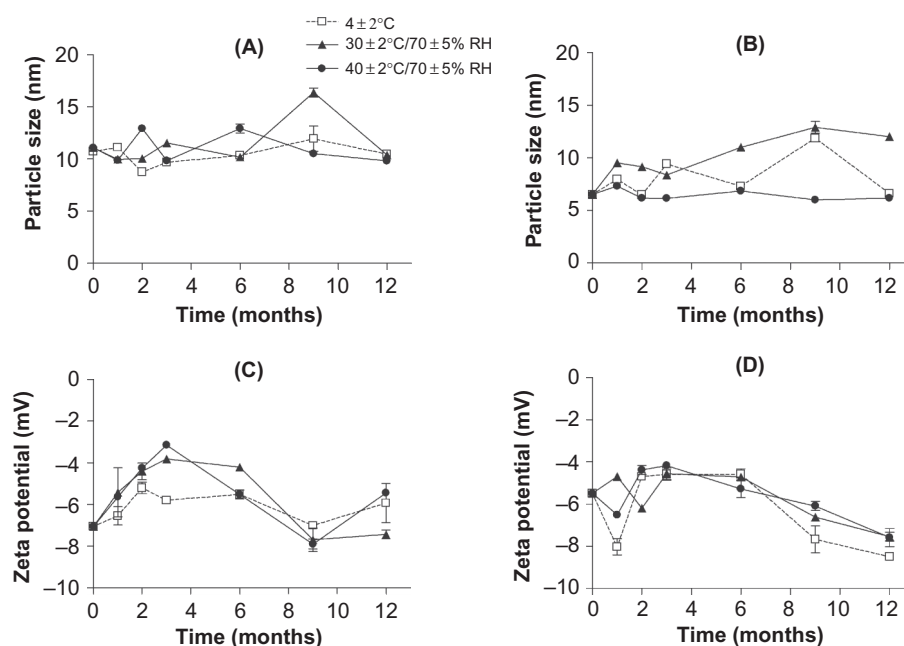 (A)
4±2°C
30±2°C/70±5% RH
40±2°C/70±5% RH
Particle size (nm)
20
15
10
5
0
0 2 4 6 8 10 12
Time (months)
(B)
Particle size (nm)
20
15
10
5
0
0 2 4 6 8 10 12
Time (months)
(C)
Zeta potential (mV)
0
–2
–4
–6
–8
–10
0 2 4 6 8 10 12
Time (months)
(D)
Zeta potential (mV)
0
–2
–4
–6
–8
–10
0 2 4 6 8 10 12
Time (months)